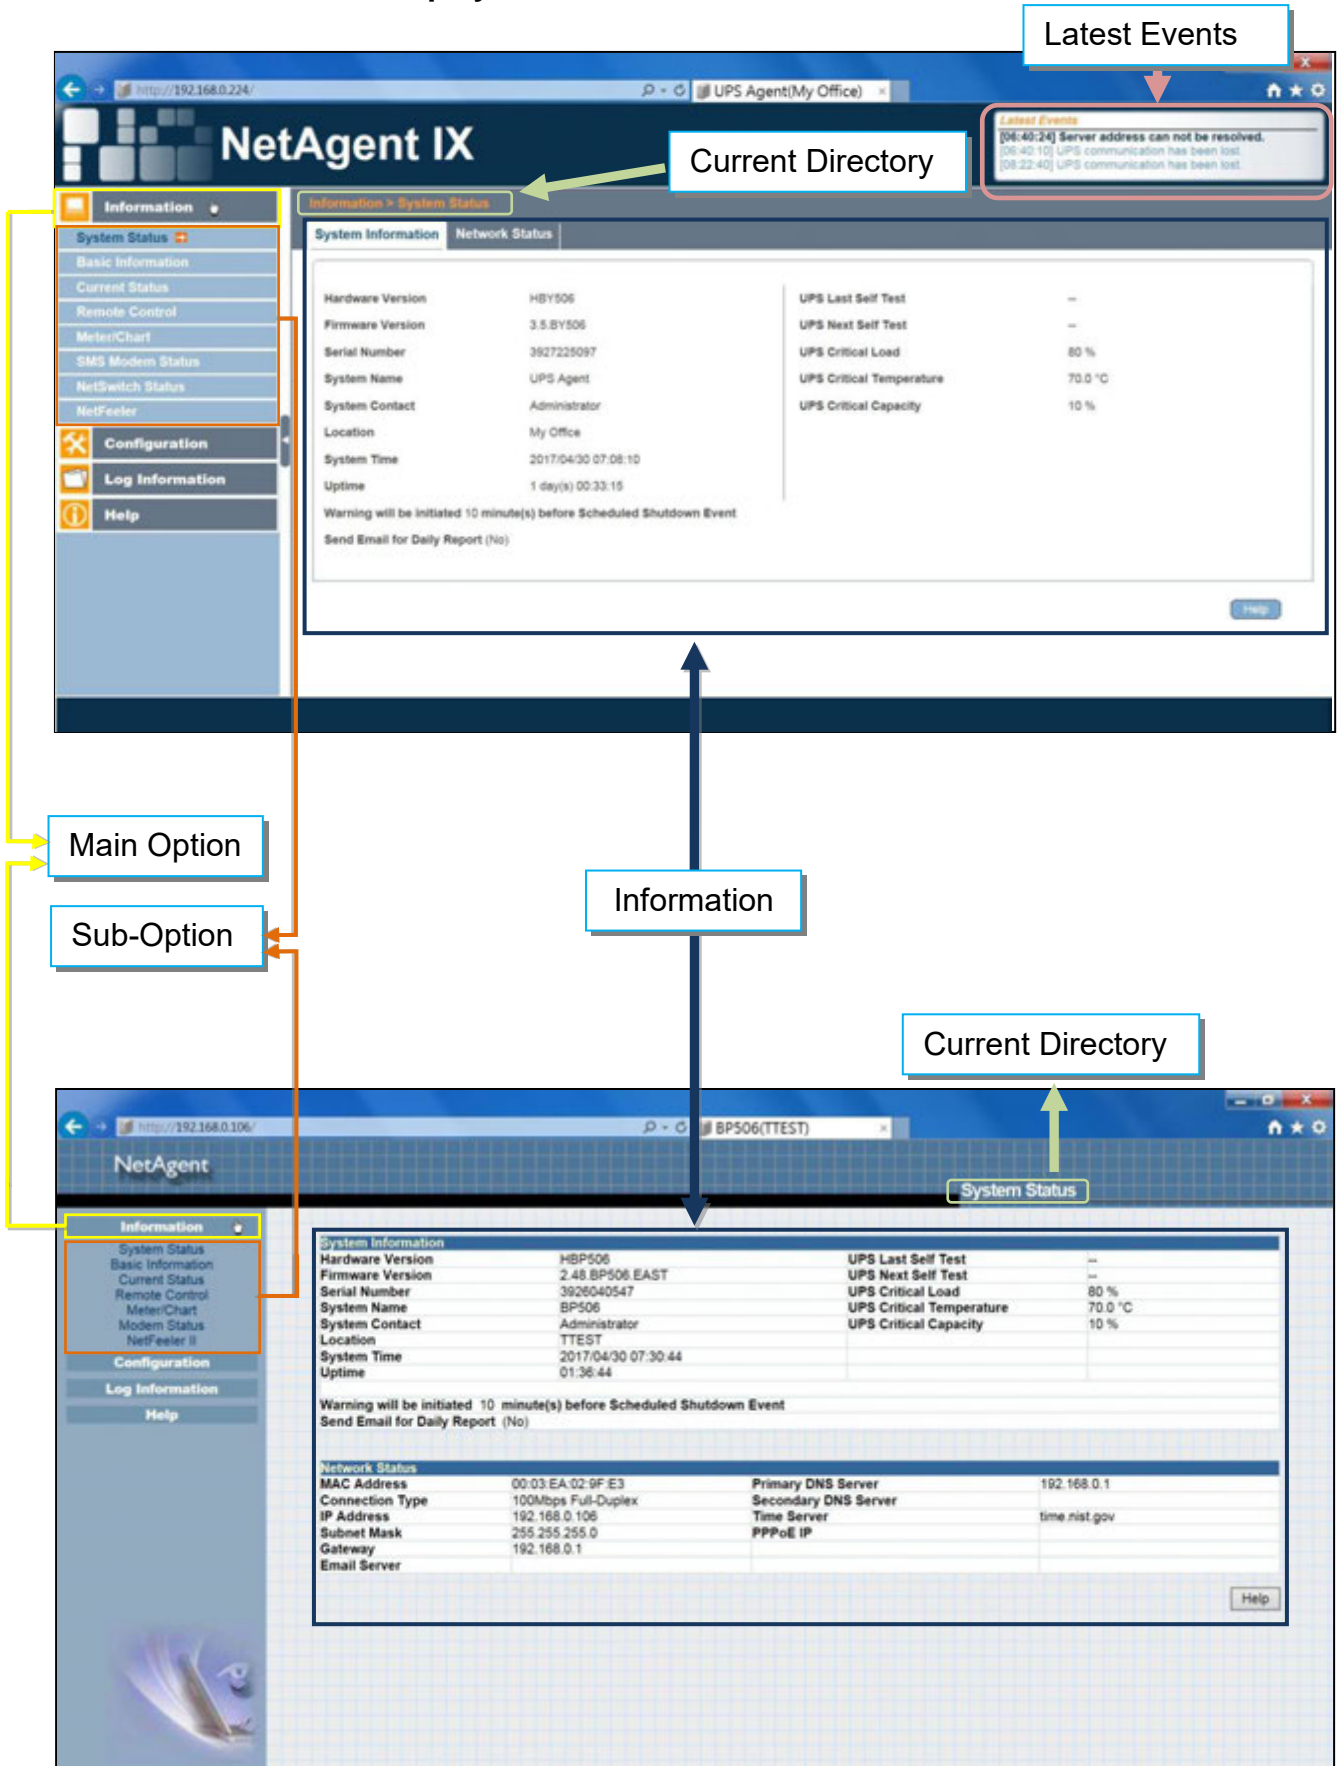 Latest Events
http://192.168.0.224/
UPS Agent(My Office)
NetAgent IX
Current Directory
Latest Events
[06:40:24] Server address can not be resolved.
[06:40:10] UPS communication has been lost.
[06:22:40] UPS communication has been lost.
Information
Information > System Status
System Status
Basic Information
Current Status
Remote Control
Meter/Chart
SMS Modem Status
NetSwitch Status
NetFeeler
Configuration
Log Information
Help
System Information Network Status
Hardware Version HBY506 UPS Last Self Test --
Firmware Version 3.5.BY506 UPS Next Self Test --
Serial Number 3927225097 UPS Critical Load 80 %
System Name UPS Agent UPS Critical Temperature 70.0 °C
System Contact Administrator UPS Critical Capacity 10 %
Location My Office
System Time 2017/04/30 07:08:10
Uptime 1 day(s) 00:33:15
Warning will be initiated 10 minute(s) before Scheduled Shutdown Event
Send Email for Daily Report (No)
Help
Main Option
Information
Sub-Option
Current Directory
http://192.168.0.106/
BP506(TTEST)
NetAgent
System Status
Information
System Status
Basic Information
Current Status
Remote Control
Meter/Chart
Modem Status
NetFeeler II
Configuration
Log Information
Help
System Information
Hardware Version HBP506 UPS Last Self Test --
Firmware Version 2.48.BP506.EAST UPS Next Self Test --
Serial Number 3926040547 UPS Critical Load 80 %
System Name BP506 UPS Critical Temperature 70.0 °C
System Contact Administrator UPS Critical Capacity 10 %
Location TTEST
System Time 2017/04/30 07:30:44
Uptime 01:36:44
Warning will be initiated 10 minute(s) before Scheduled Shutdown Event
Send Email for Daily Report (No)
Network Status
MAC Address 00:03:EA:02:9F:E3 Primary DNS Server 192.168.0.1
Connection Type 100Mbps Full-Duplex Secondary DNS Server
IP Address 192.168.0.106 Time Server time.nist.gov
Subnet Mask 255.255.255.0 PPPoE IP
Gateway 192.168.0.1
Email Server
Help